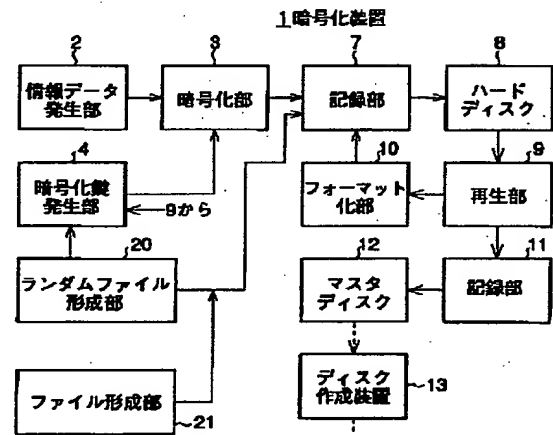 1 暗号化装置
2
情報データ
発生部
3
暗号化部
7
記録部
8
ハード
ディスク
4
暗号化鍵
発生部
9から
10
フォーマット
化部
9
再生部
20
ランダムファイル
形成部
12
マスタ
ディスク
11
記録部
ファイル形成部
21
ディスク
作成装置
13